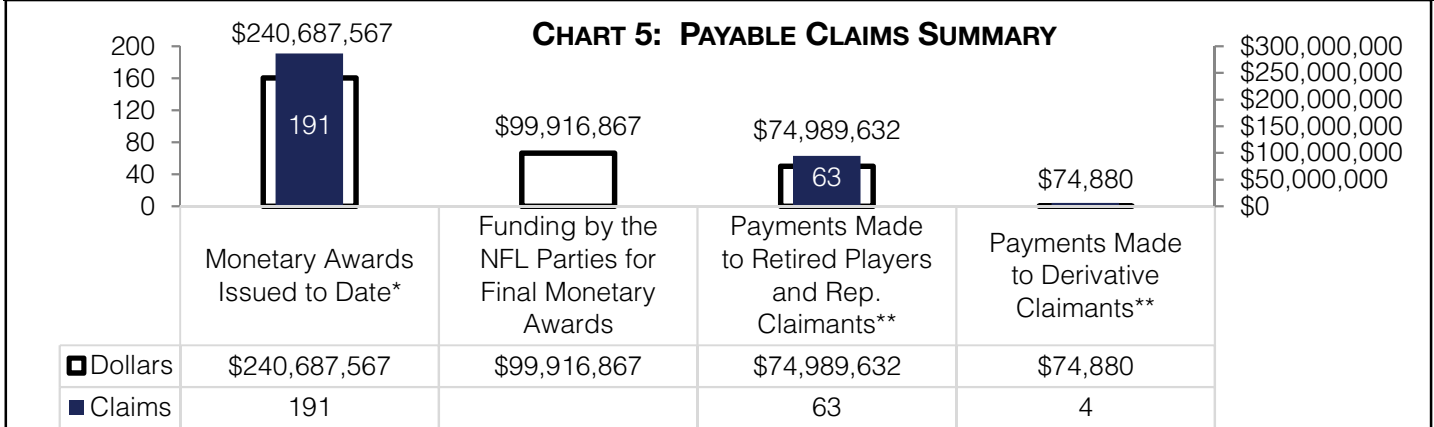 CHART 5: PAYABLE CLAIMS SUMMARY
200
160
120
80
40
0
$240,687,567
191
$99,916,867
$74,989,632
63
$74,880
$300,000,000
$250,000,000
$200,000,000
$150,000,000
$100,000,000
$50,000,000
$0
Monetary Awards
Issued to Date*
Funding by the
NFL Parties for
Final Monetary
Awards
Payments Made
to Retired Players
and Rep.
Claimants**
Payments Made
to Derivative
Claimants**
Dollars $240,687,567 $99,916,867 $74,989,632 $74,880
Claims 191 63 4